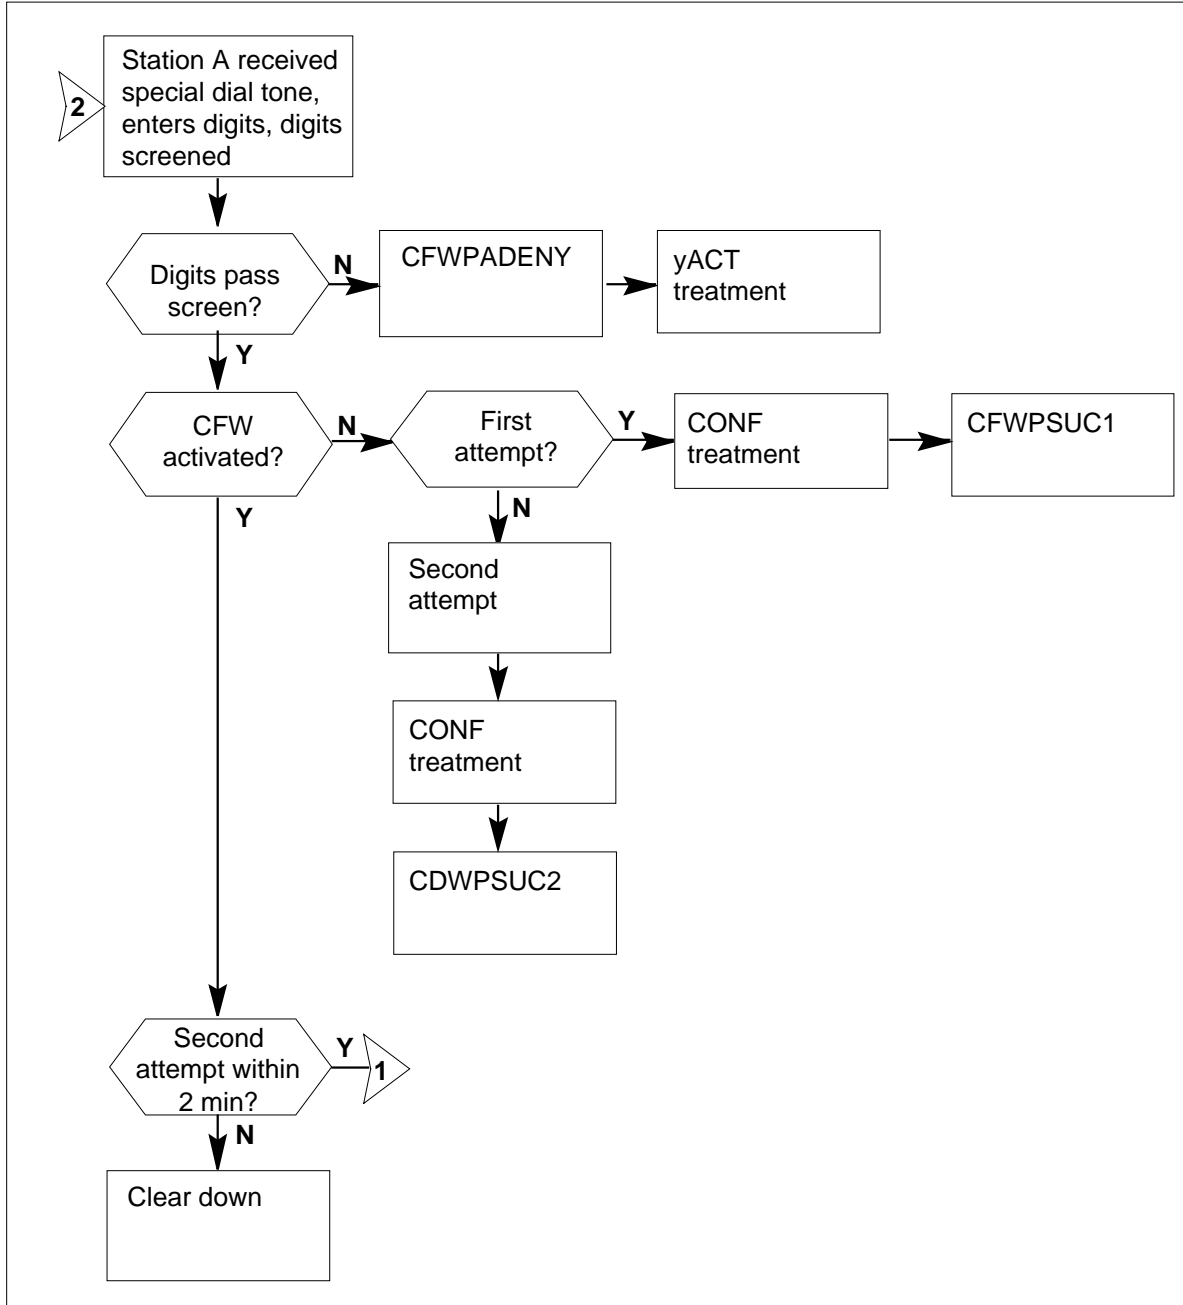 Station A received
special dial tone,
enters digits, digits
screened
2
Digits pass
screen?
N
CFWPADENY
yACT
treatment
Y
CFW
activated?
N
First
attempt?
Y
CONF
treatment
CFWPSUC1
Y
N
Second
attempt
CONF
treatment
CDWPSUC2
Second
attempt within
2 min?
Y
1
N
Clear down